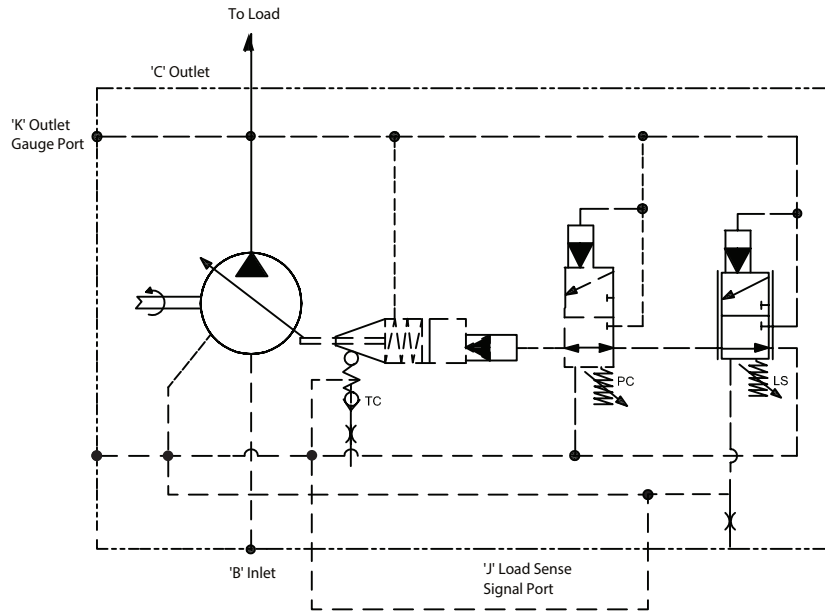 To Load
'C' Outlet
'K' Outlet
Gauge Port
PC
LS
TC
'B' Inlet
'J' Load Sense
Signal Port